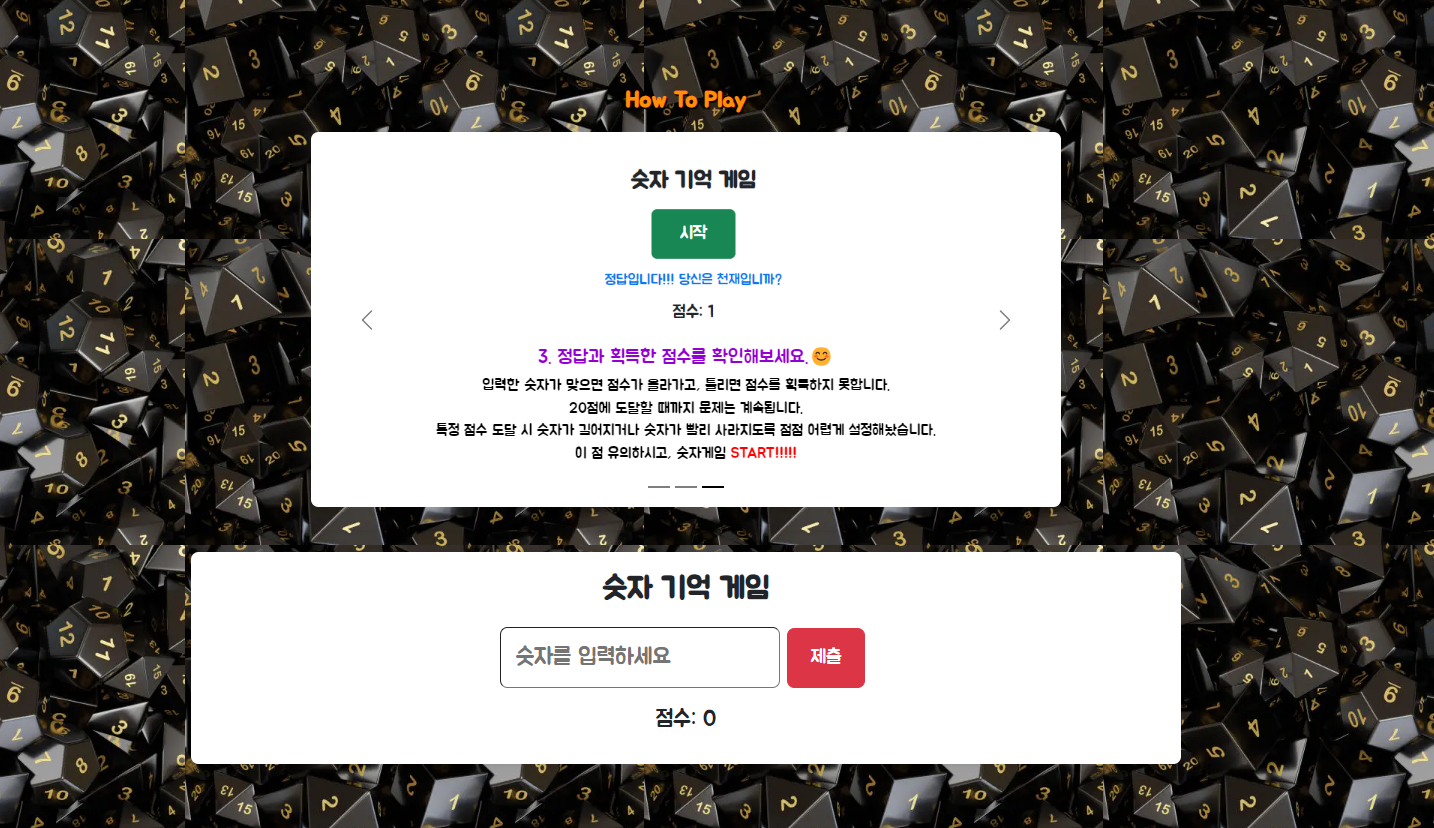 How To Play
숫자 기억 게임
시작
정답입니다!!! 당신은 천재입니까?
점수: 1
3. 정답과 획득한 점수를 확인해보세요.😊
입력한 숫자가 맞으면 점수가 올라가고, 틀리면 점수를 획득하지 못합니다.
20점에 도달할 때까지 문제는 계속됩니다.
특정 점수 도달 시 숫자가 길어지거나 숫자가 빨리 사라지도록 점점 어렵게 설정해놨습니다.
이 점 유의하시고, 숫자게임 START!!!!!
숫자 기억 게임
숫자를 입력하세요 제출
점수: 0